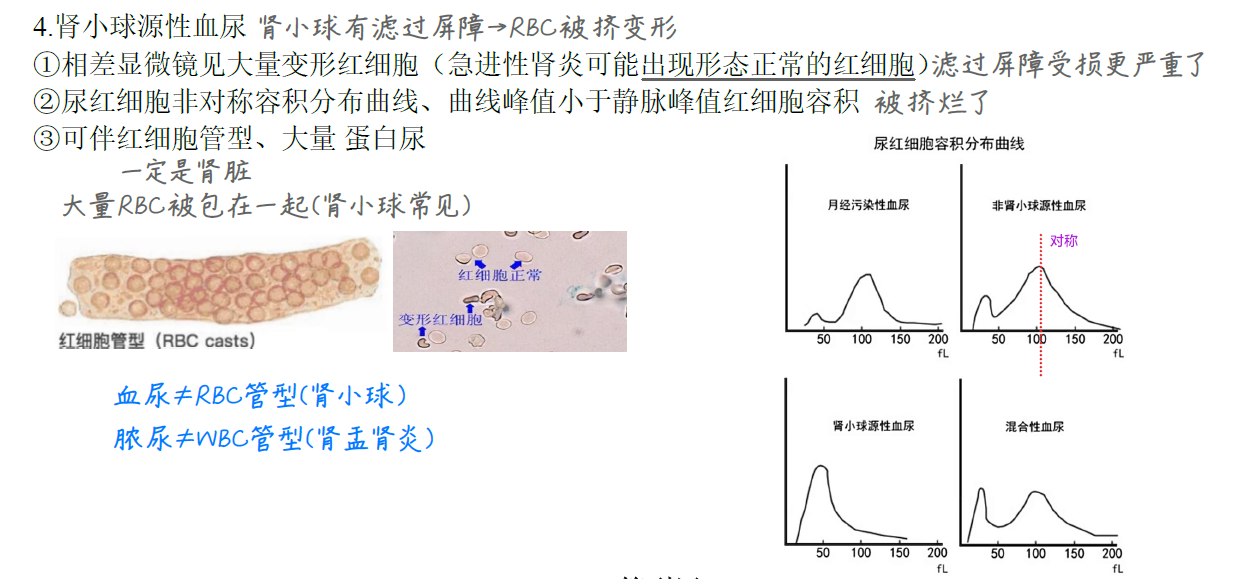 4.肾小球源性血尿 肾小球有滤过屏障→RBC被挤变形
①相差显微镜见大量变形红细胞（急进性肾炎可能出现形态正常的红细胞)滤过屏障受损更严重了
②尿红细胞非对称容积分布曲线、曲线峰值小于静脉峰值红细胞容积 被挤烂了
③可伴红细胞管型、大量 蛋白尿
一定是肾脏
大量RBC被包在一起(肾小球常见)
红细胞正常
变形红细胞
红细胞管型（RBC casts）
血尿≠RBC管型(肾小球)
脓尿≠WBC管型(肾盂肾炎)
尿红细胞容积分布曲线
月经污染性血尿
50 100 150 200
fL
非肾小球源性血尿
对称
50 100 150 200
fL
肾小球源性血尿
50 100 150 200
fL
混合性血尿
50 100 150 200
fL